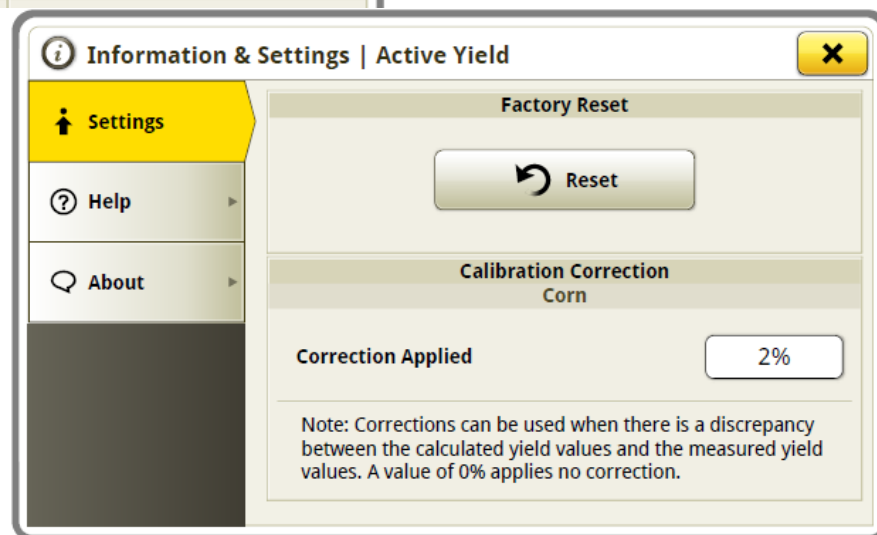 Information & Settings | Active Yield
Settings
Help
About
Factory Reset
Reset
Calibration Correction
Corn
Correction Applied
2%
Note: Corrections can be used when there is a discrepancy
between the calculated yield values and the measured yield
values. A value of 0% applies no correction.